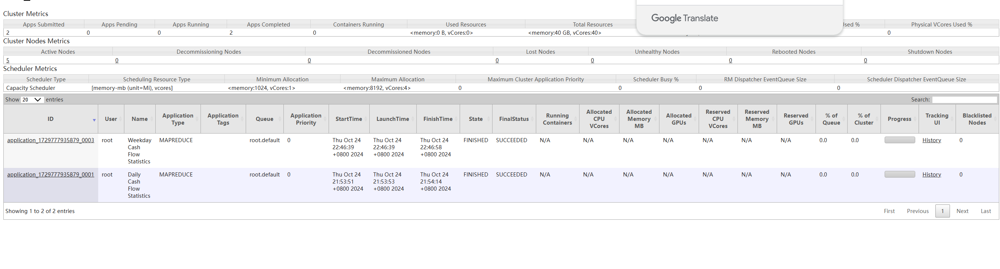 Google Translate
Cluster Metrics
Apps Submitted Apps Pending Apps Running Apps Completed Containers Running Used Resources Total Resources Used % Physical VCores Used %
2 0 0 2 0 <memory:0 B, vCores:0> <memory:40 GB, vCores:40> 0
Cluster Nodes Metrics
Active Nodes Decommissioning Nodes Decommissioned Nodes Lost Nodes Unhealthy Nodes Rebooted Nodes Shutdown Nodes
5 0 0 0 0 0 0
Scheduler Metrics
Scheduler Type Scheduling Resource Type Minimum Allocation Maximum Allocation Maximum Cluster Application Priority Scheduler Busy % RM Dispatcher EventQueue Size Scheduler Dispatcher EventQueue Size
Capacity Scheduler [memory-mb (unit=Mi), vcores] <memory:1024, vCores:1> <memory:8192, vCores:4> 0 0 0 0
Show 20 entries Search:
ID User Name Application Type Application Tags Queue Application Priority StartTime LaunchTime FinishTime State FinalStatus Running Containers Allocated CPU VCores Allocated Memory MB Allocated GPUs Reserved CPU VCores Reserved Memory MB Reserved GPUs % of Queue % of Cluster Progress Tracking UI Blacklisted Nodes
application_1729777935879_0003 root Weekday Cash Flow Statistics MAPREDUCE root.default 0 Thu Oct 24 22:46:39 +0800 2024 Thu Oct 24 22:46:39 +0800 2024 Thu Oct 24 22:46:58 +0800 2024 FINISHED SUCCEEDED N/A N/A N/A N/A N/A N/A N/A 0.0 0.0 History 0
application_1729777935879_0001 root Daily Cash Flow Statistics MAPREDUCE root.default 0 Thu Oct 24 21:53:51 +0800 2024 Thu Oct 24 21:53:53 +0800 2024 Thu Oct 24 21:54:14 +0800 2024 FINISHED SUCCEEDED N/A N/A N/A N/A N/A N/A N/A 0.0 0.0 History 0
Showing 1 to 2 of 2 entries First Previous 1 Next Last